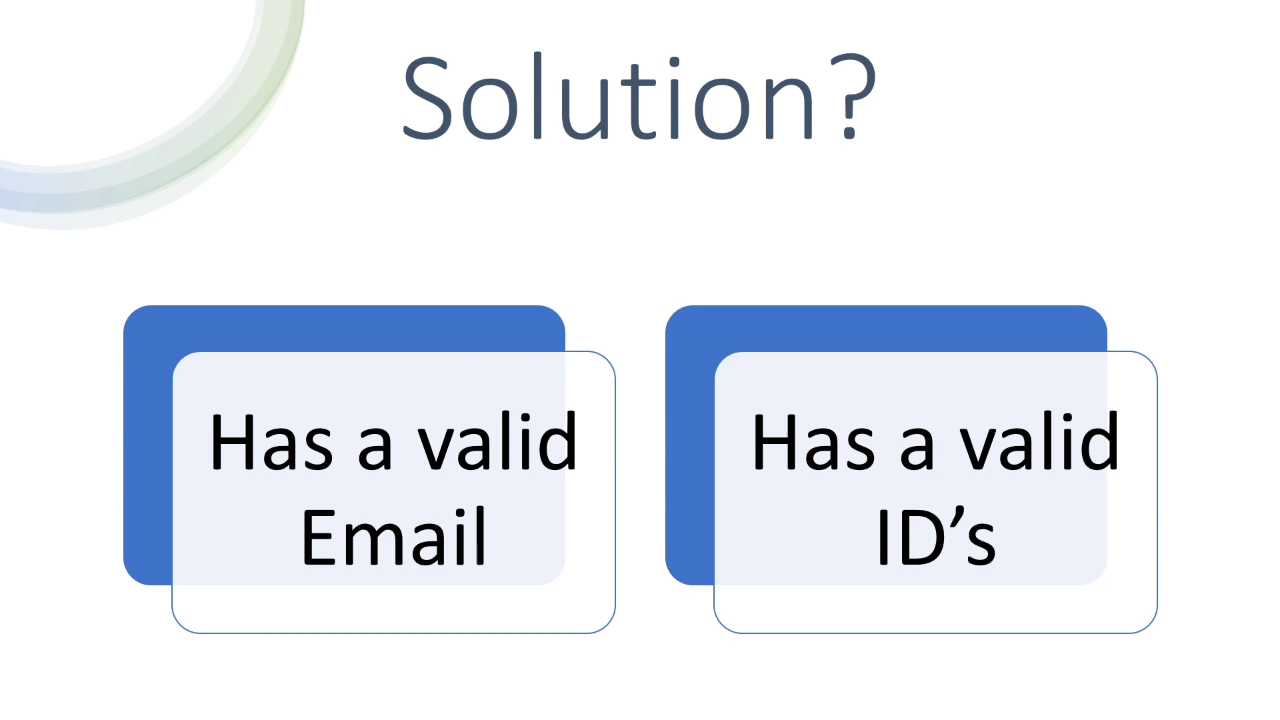 Solution?
Has a valid
Email
Has a valid
ID’s